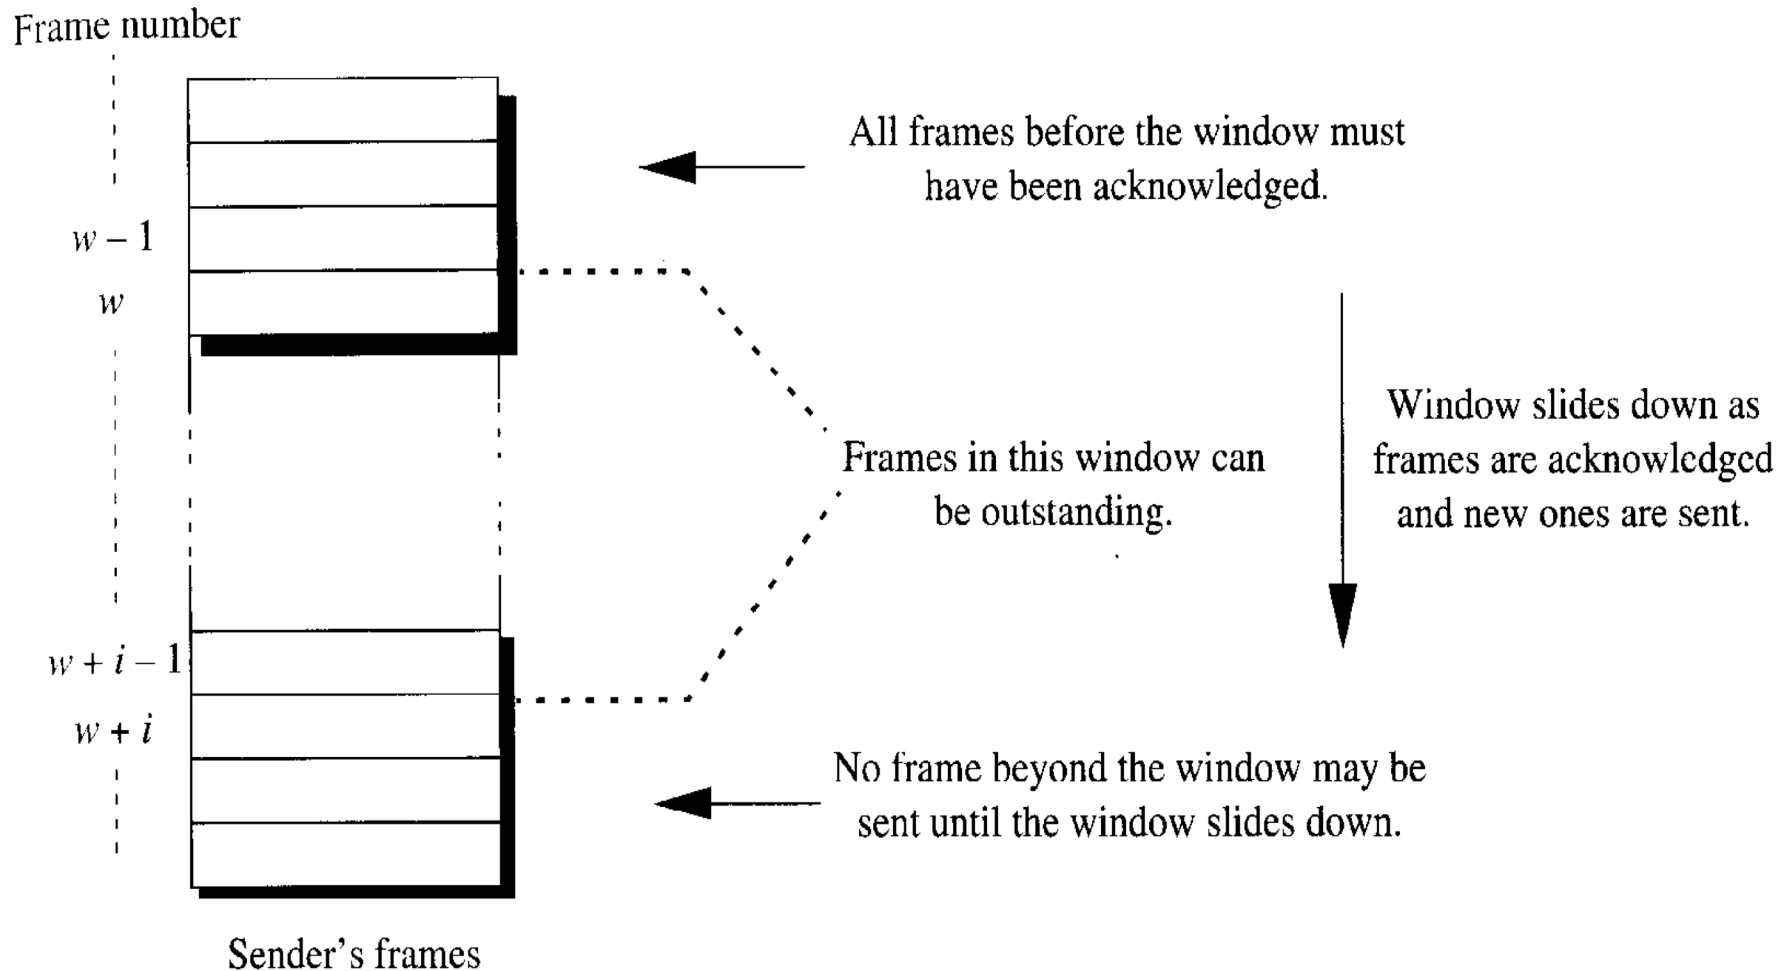 Frame number
All frames before the window must
have been acknowledged.
w – 1
w
Window slides down as
frames are acknowledged
and new ones are sent.
Frames in this window can
be outstanding.
w + i – 1
w + i
No frame beyond the window may be
sent until the window slides down.
Sender's frames